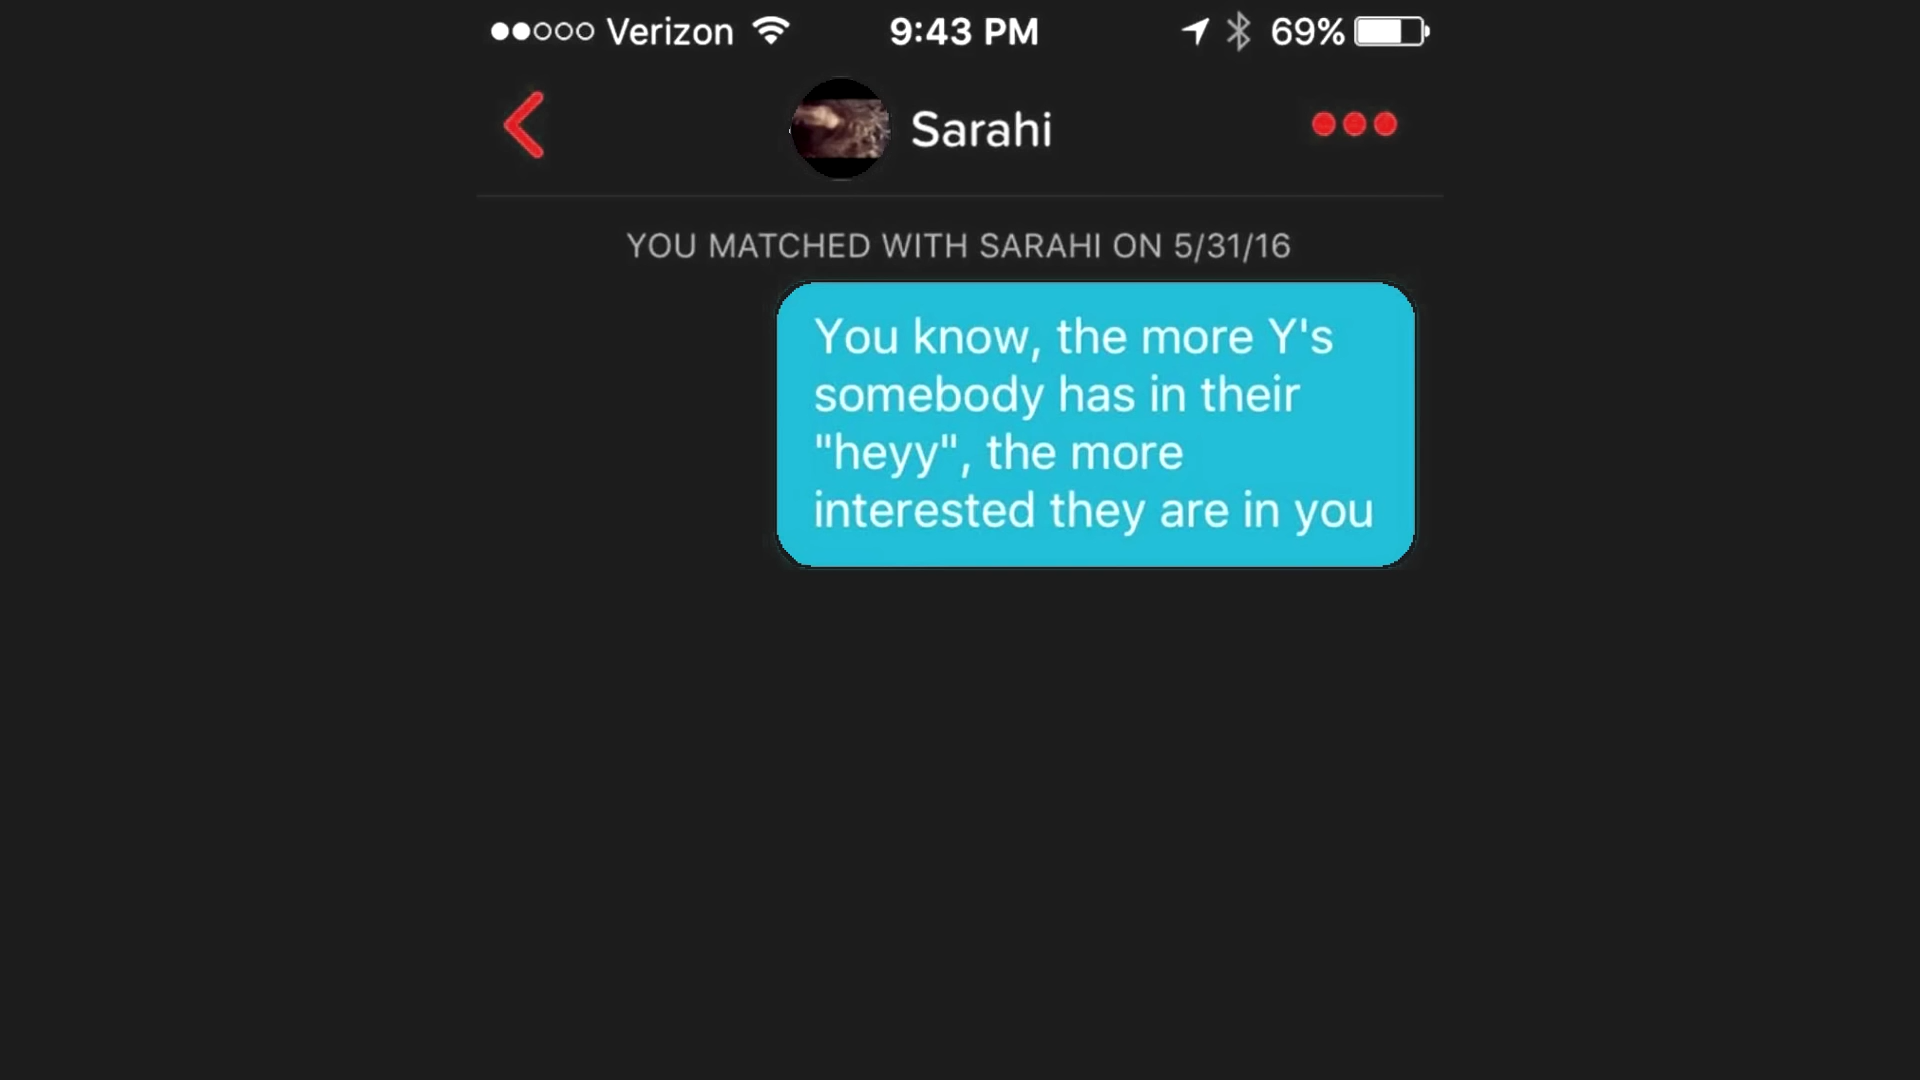 Verizon 9:43 PM 69%
Sarahi
YOU MATCHED WITH SARAHI ON 5/31/16
You know, the more Y's
somebody has in their
"heyy", the more
interested they are in you